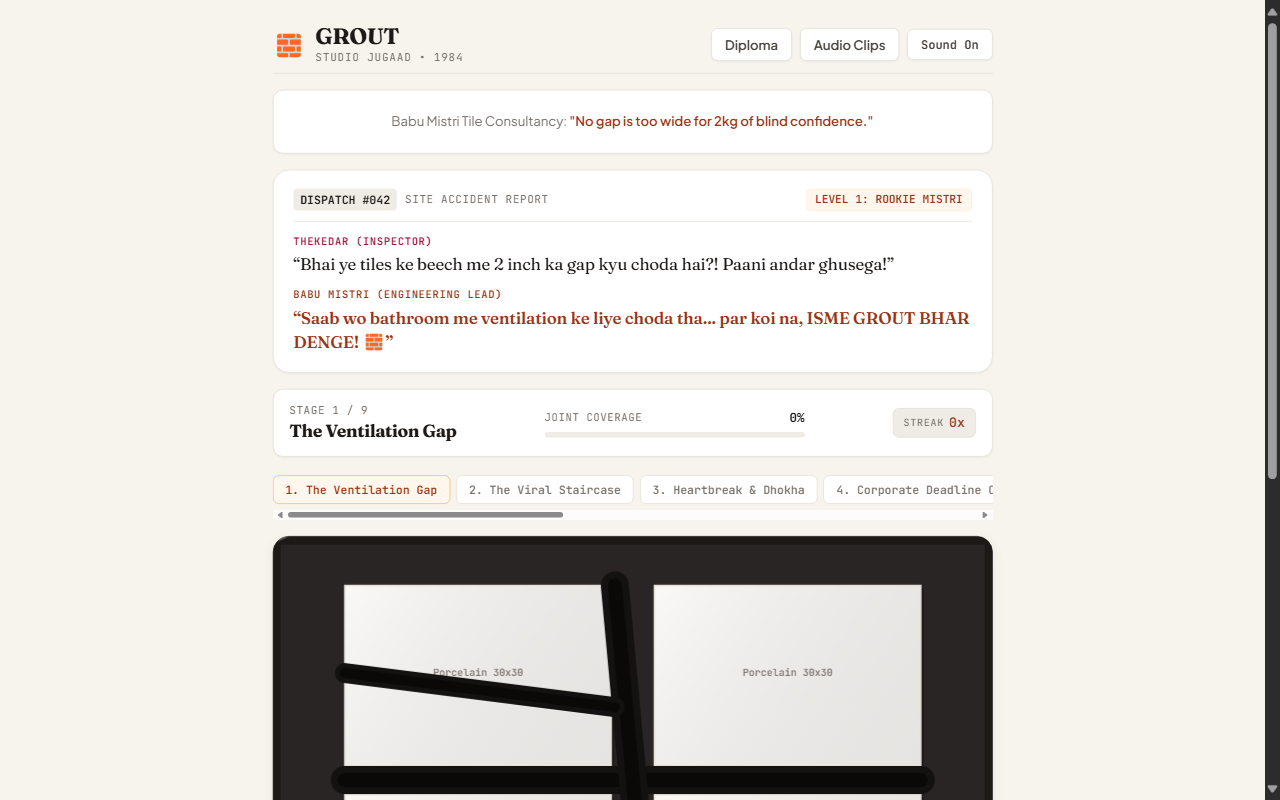 GROUT
STUDIO JUGAAD • 1984
Diploma
Audio Clips
Sound On
Babu Mistri Tile Consultancy: "No gap is too wide for 2kg of blind confidence."
DISPATCH #042 SITE ACCIDENT REPORT
LEVEL 1: ROOKIE MISTRI
THEKEDAR (INSPECTOR)
“Bhai ye tiles ke beech me 2 inch ka gap kyu choda hai?! Paani andar ghusega!”
BABU MISTRI (ENGINEERING LEAD)
“Saab wo bathroom me ventilation ke liye choda tha... par koi na, ISME GROUT BHAR
DENGE! 🧱”
STAGE 1 / 9
The Ventilation Gap
JOINT COVERAGE 0%
STREAK 0x
1. The Ventilation Gap
2. The Viral Staircase
3. Heartbreak & Dhokha
4. Corporate Deadline
Porcelain 30x30
Porcelain 30x30